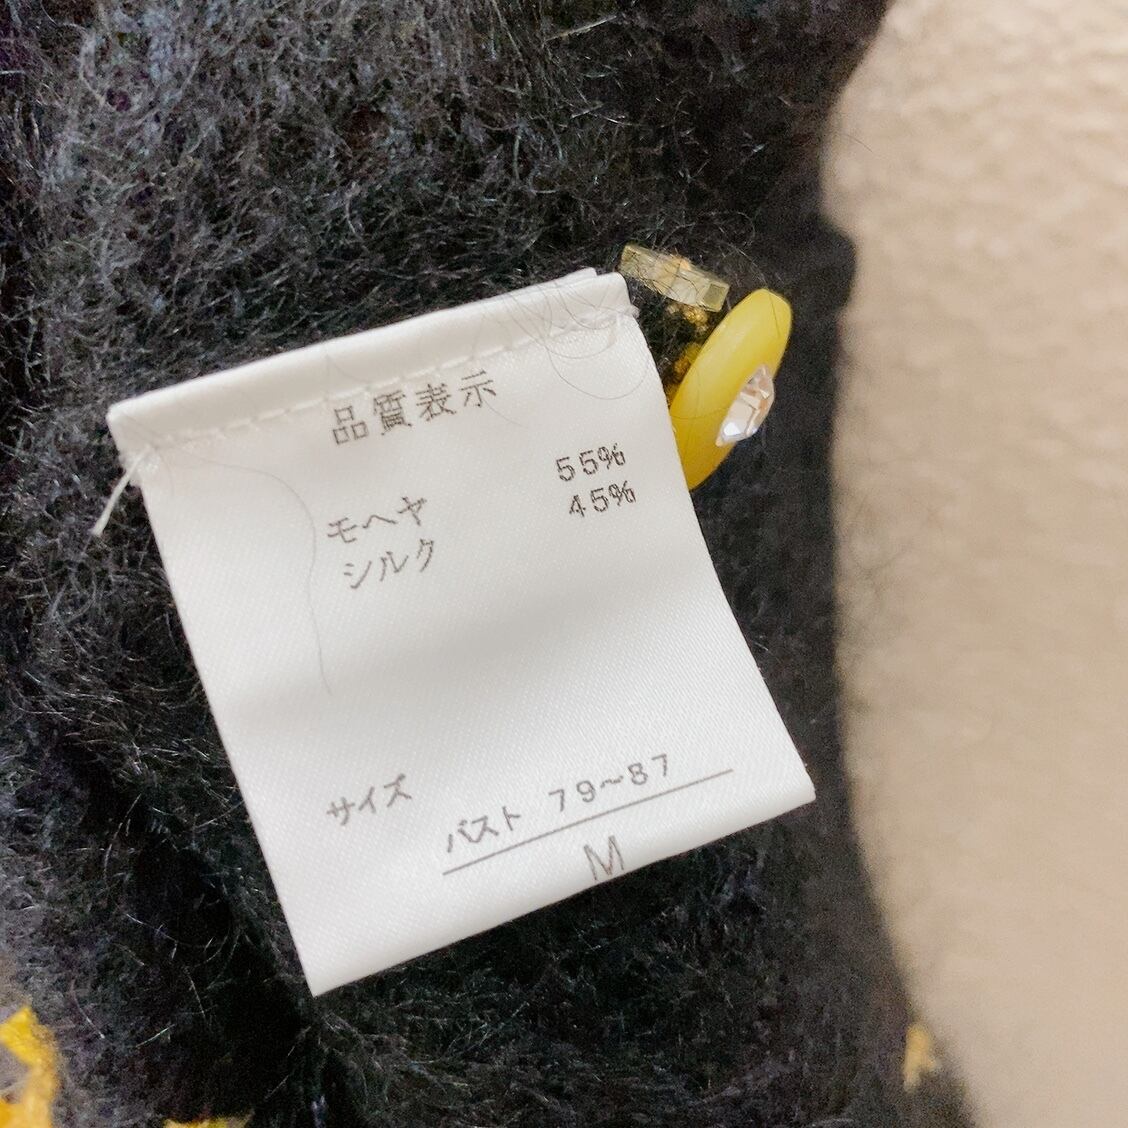 品質表示
モヘヤ 55%
シルク 45%
サイズ バスト 79~87
M